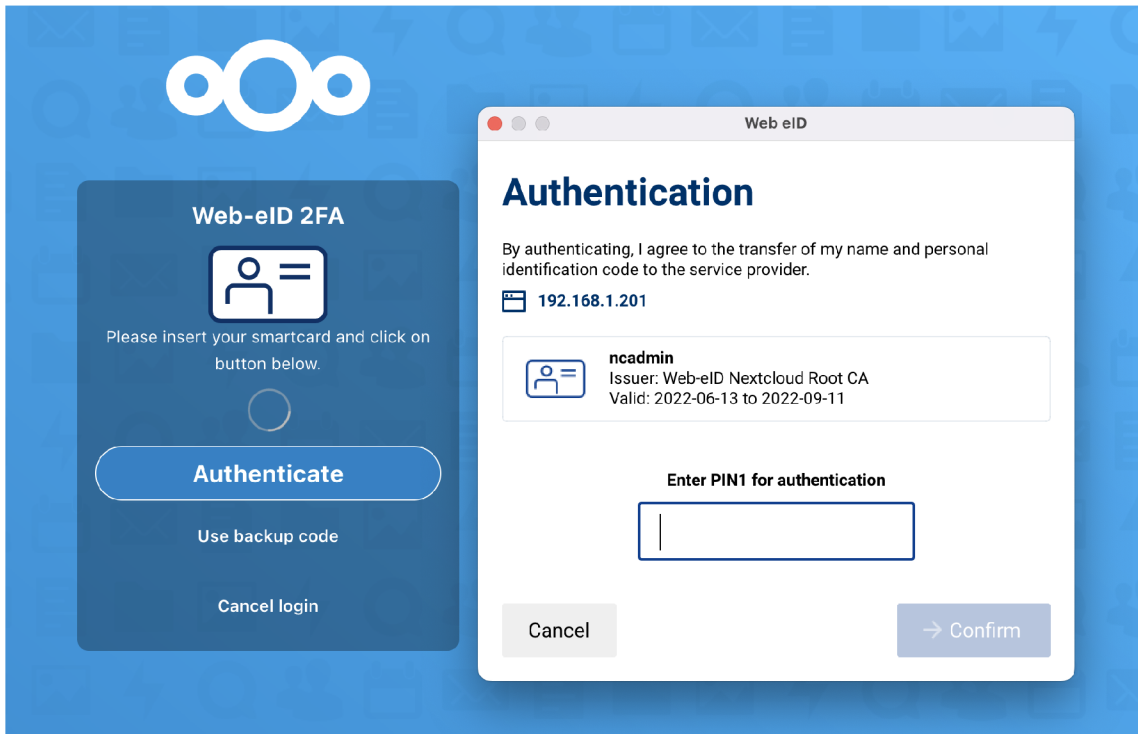 Web-eID 2FA
Please insert your smartcard and click on
button below.
Authenticate
Use backup code
Cancel login
Web eID
Authentication
By authenticating, I agree to the transfer of my name and personal
identification code to the service provider.
192.168.1.201
ncadmin
Issuer: Web-eID Nextcloud Root CA
Valid: 2022-06-13 to 2022-09-11
Enter PIN1 for authentication
Cancel
Confirm